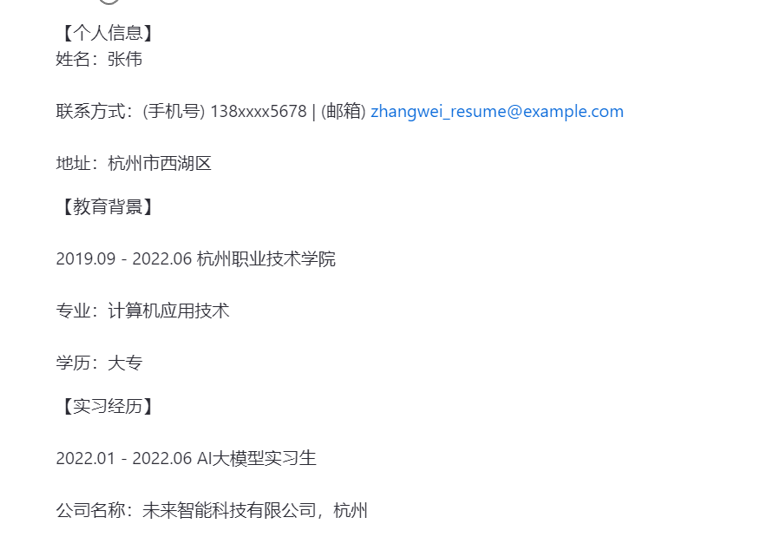 【个人信息】
姓名：张伟
联系方式：(手机号) 138xxxx5678 | (邮箱) zhangwei_resume@example.com
地址：杭州市西湖区
【教育背景】
2019.09 - 2022.06 杭州职业技术学院
专业：计算机应用技术
学历：大专
【实习经历】
2022.01 - 2022.06 AI大模型实习生
公司名称：未来智能科技有限公司，杭州